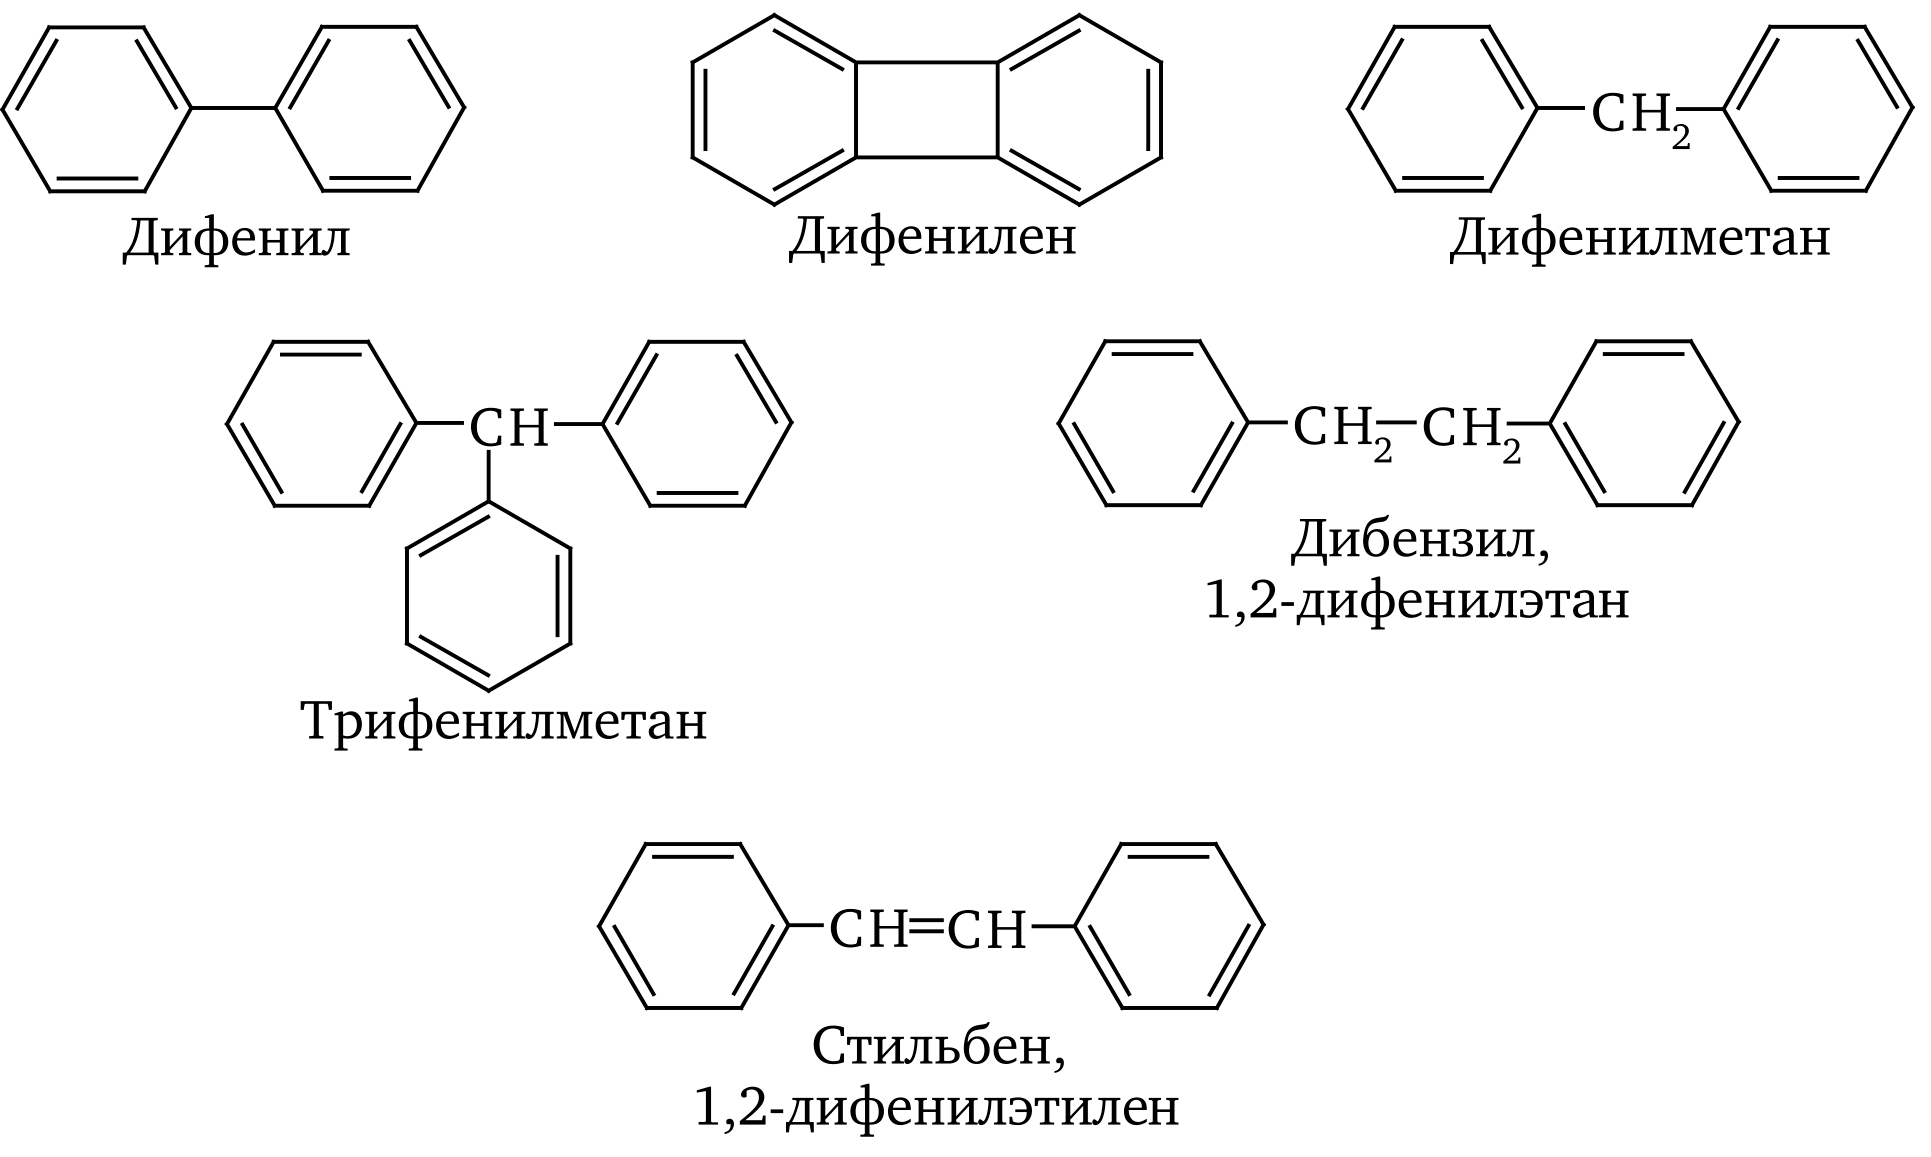 CH2
Дифенил
Дифенилен
Дифенилметан
CH
CH2 CH2
Дибензил,
1,2-дифенилэтан
Трифенилметан
CH=CH
Стильбен,
1,2-дифенилэтилен